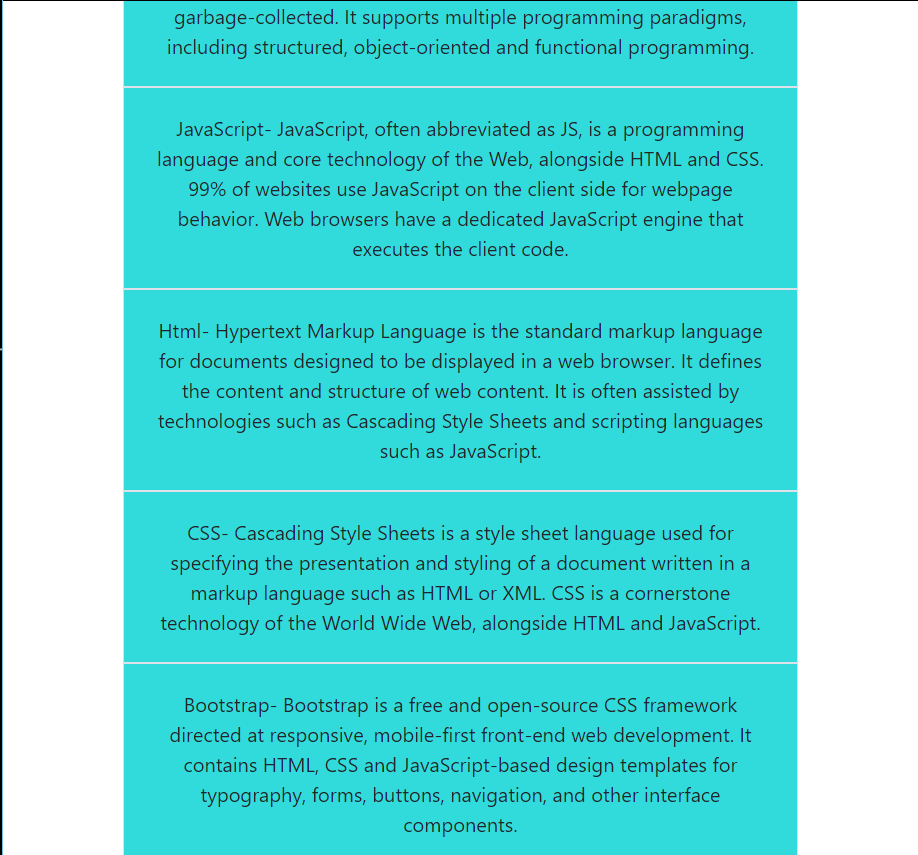 garbage-collected. It supports multiple programming paradigms,
including structured, object-oriented and functional programming.
JavaScript- JavaScript, often abbreviated as JS, is a programming
language and core technology of the Web, alongside HTML and CSS.
99% of websites use JavaScript on the client side for webpage
behavior. Web browsers have a dedicated JavaScript engine that
executes the client code.
Html- Hypertext Markup Language is the standard markup language
for documents designed to be displayed in a web browser. It defines
the content and structure of web content. It is often assisted by
technologies such as Cascading Style Sheets and scripting languages
such as JavaScript.
CSS- Cascading Style Sheets is a style sheet language used for
specifying the presentation and styling of a document written in a
markup language such as HTML or XML. CSS is a cornerstone
technology of the World Wide Web, alongside HTML and JavaScript.
Bootstrap- Bootstrap is a free and open-source CSS framework
directed at responsive, mobile-first front-end web development. It
contains HTML, CSS and JavaScript-based design templates for
typography, forms, buttons, navigation, and other interface
components.